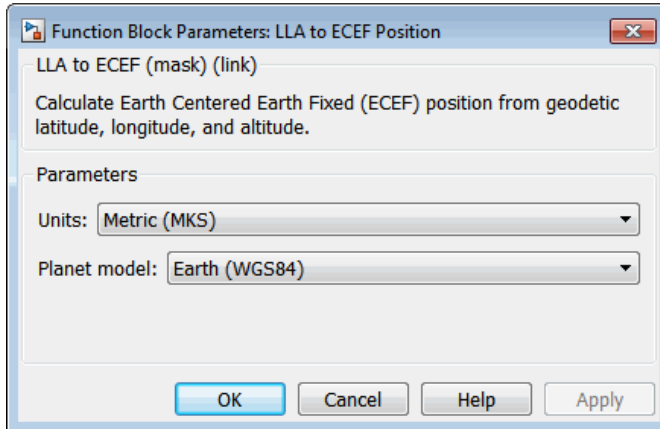 Function Block Parameters: LLA to ECEF Position
LLA to ECEF (mask) (link)
Calculate Earth Centered Earth Fixed (ECEF) position from geodetic
latitude, longitude, and altitude.
Parameters
Units: Metric (MKS)
Planet model: Earth (WGS84)
OK Cancel Help Apply